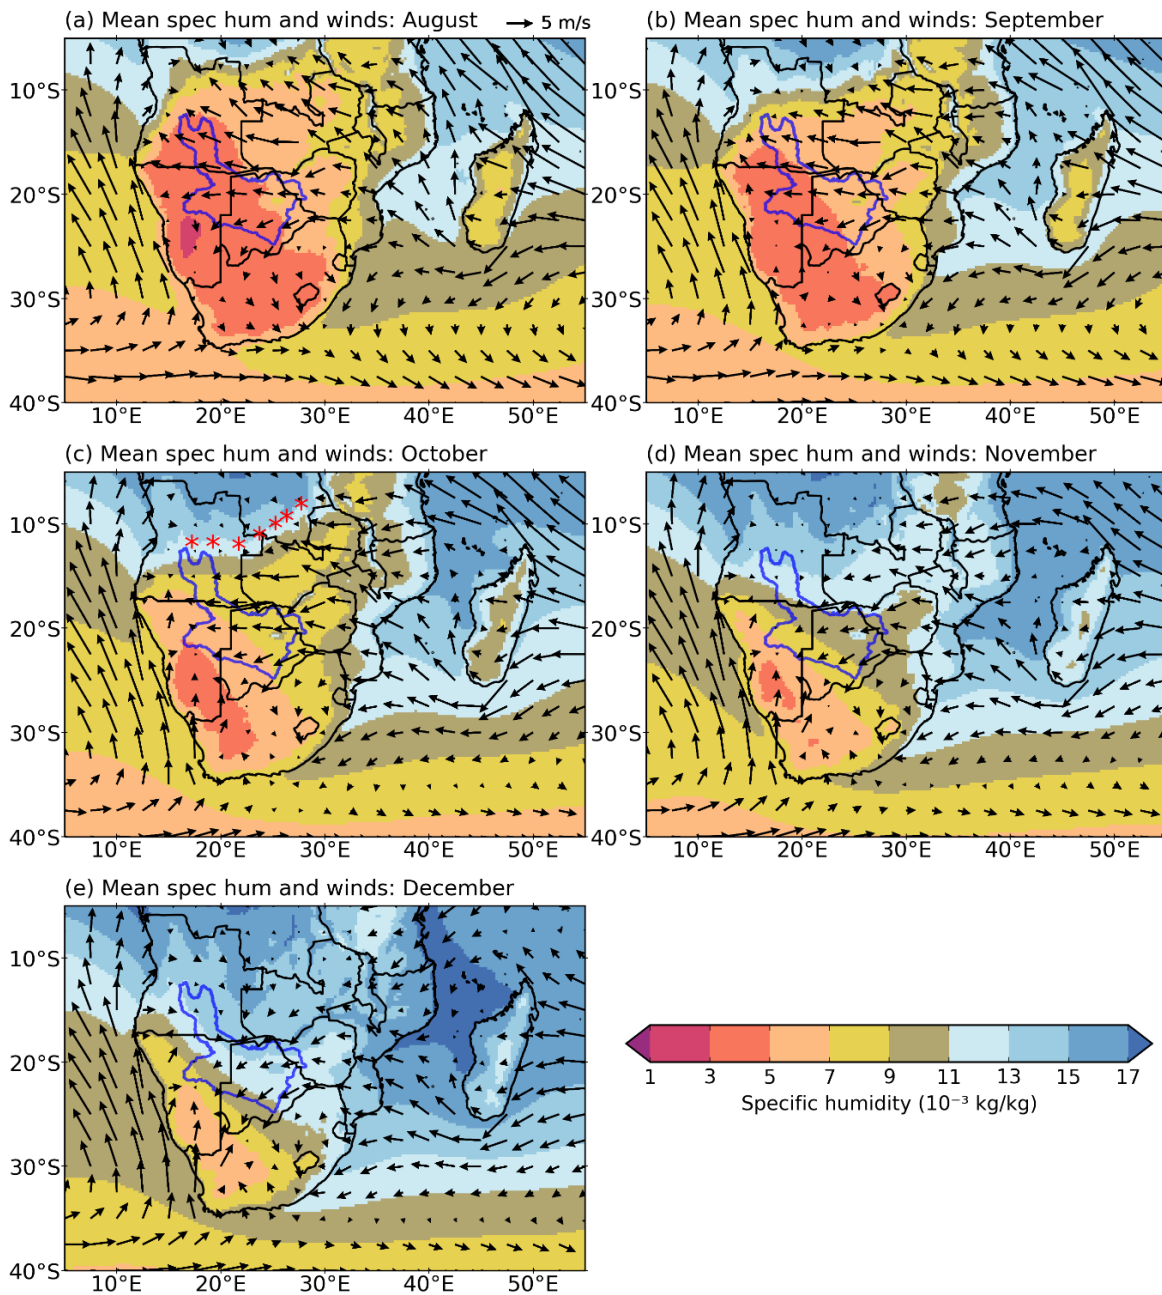 (a) Mean spec hum and winds: August
5 m/s
(b) Mean spec hum and winds: September
10°S
20°S
30°S
40°S
10°E 20°E 30°E 40°E 50°E
10°S
20°S
30°S
40°S
10°E 20°E 30°E 40°E 50°E
(c) Mean spec hum and winds: October
(d) Mean spec hum and winds: November
10°S
20°S
30°S
40°S
10°E 20°E 30°E 40°E 50°E
10°S
20°S
30°S
40°S
10°E 20°E 30°E 40°E 50°E
(e) Mean spec hum and winds: December
10°S
20°S
30°S
40°S
10°E 20°E 30°E 40°E 50°E
1 3 5 7 9 11 13 15 17
Specific humidity (10⁻³ kg/kg)